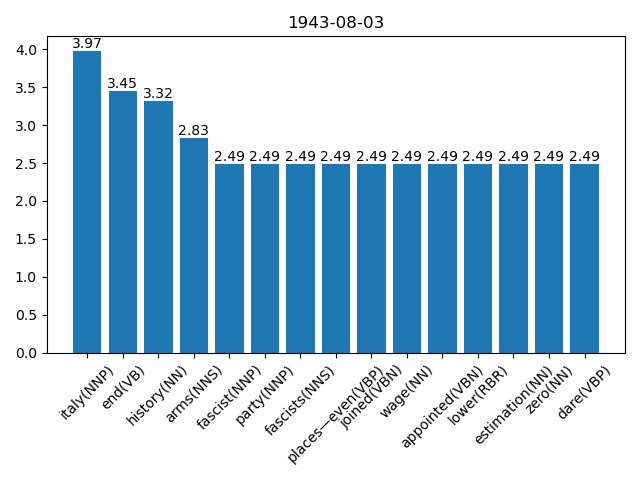 1943-08-03
4.0
3.5
3.0
2.5
2.0
1.5
1.0
0.5
0.0
3.97
3.45
3.32
2.83
2.49
2.49
2.49
2.49
2.49
2.49
2.49
2.49
2.49
2.49
2.49
italy(NNP)
end(VB)
history(NN)
arms(NNS)
fascist(NNP)
party(NNP)
fascists(NNS)
places—even(VBP)
joined(VBN)
wage(NN)
appointed(VBN)
lower(RBR)
estimation(NN)
zero(NN)
dare(VBP)